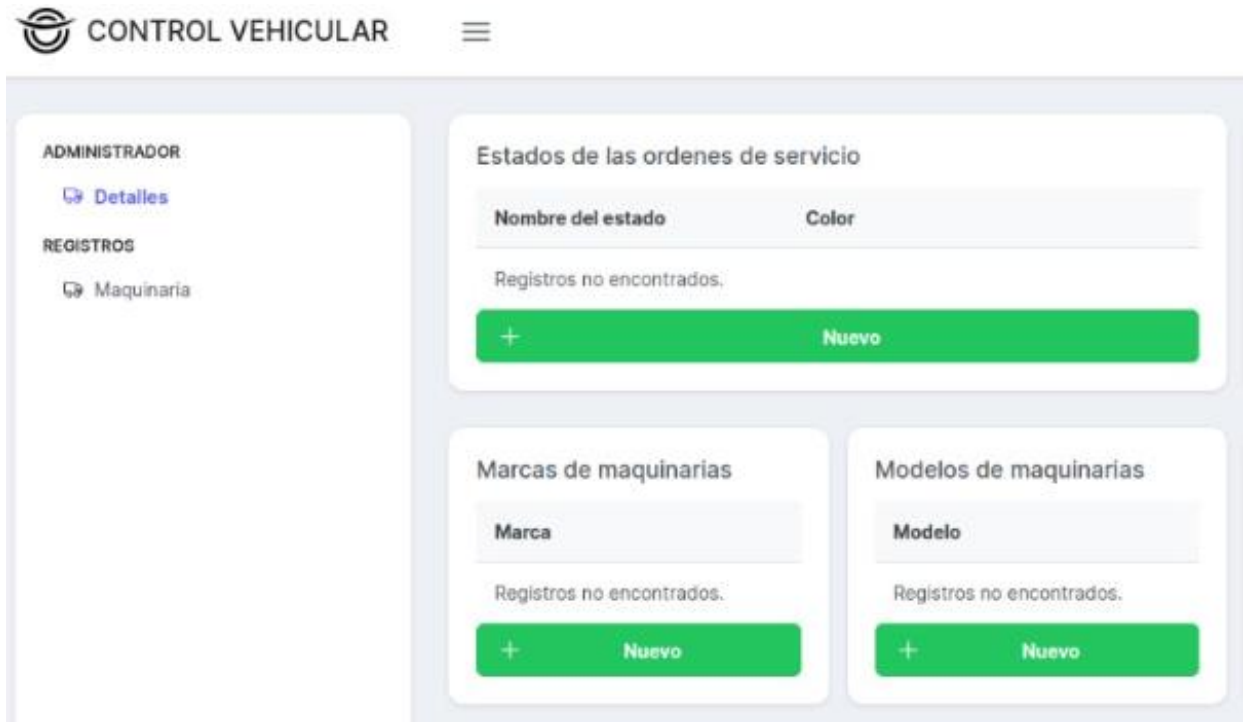 CONTROL VEHICULAR
ADMINISTRADOR
Detalles
REGISTROS
Maquinaria
Estados de las ordenes de servicio
Nombre del estado Color
Registros no encontrados.
+ Nuevo
Marcas de maquinarias
Marca
Registros no encontrados.
+ Nuevo
Modelos de maquinarias
Modelo
Registros no encontrados.
+ Nuevo